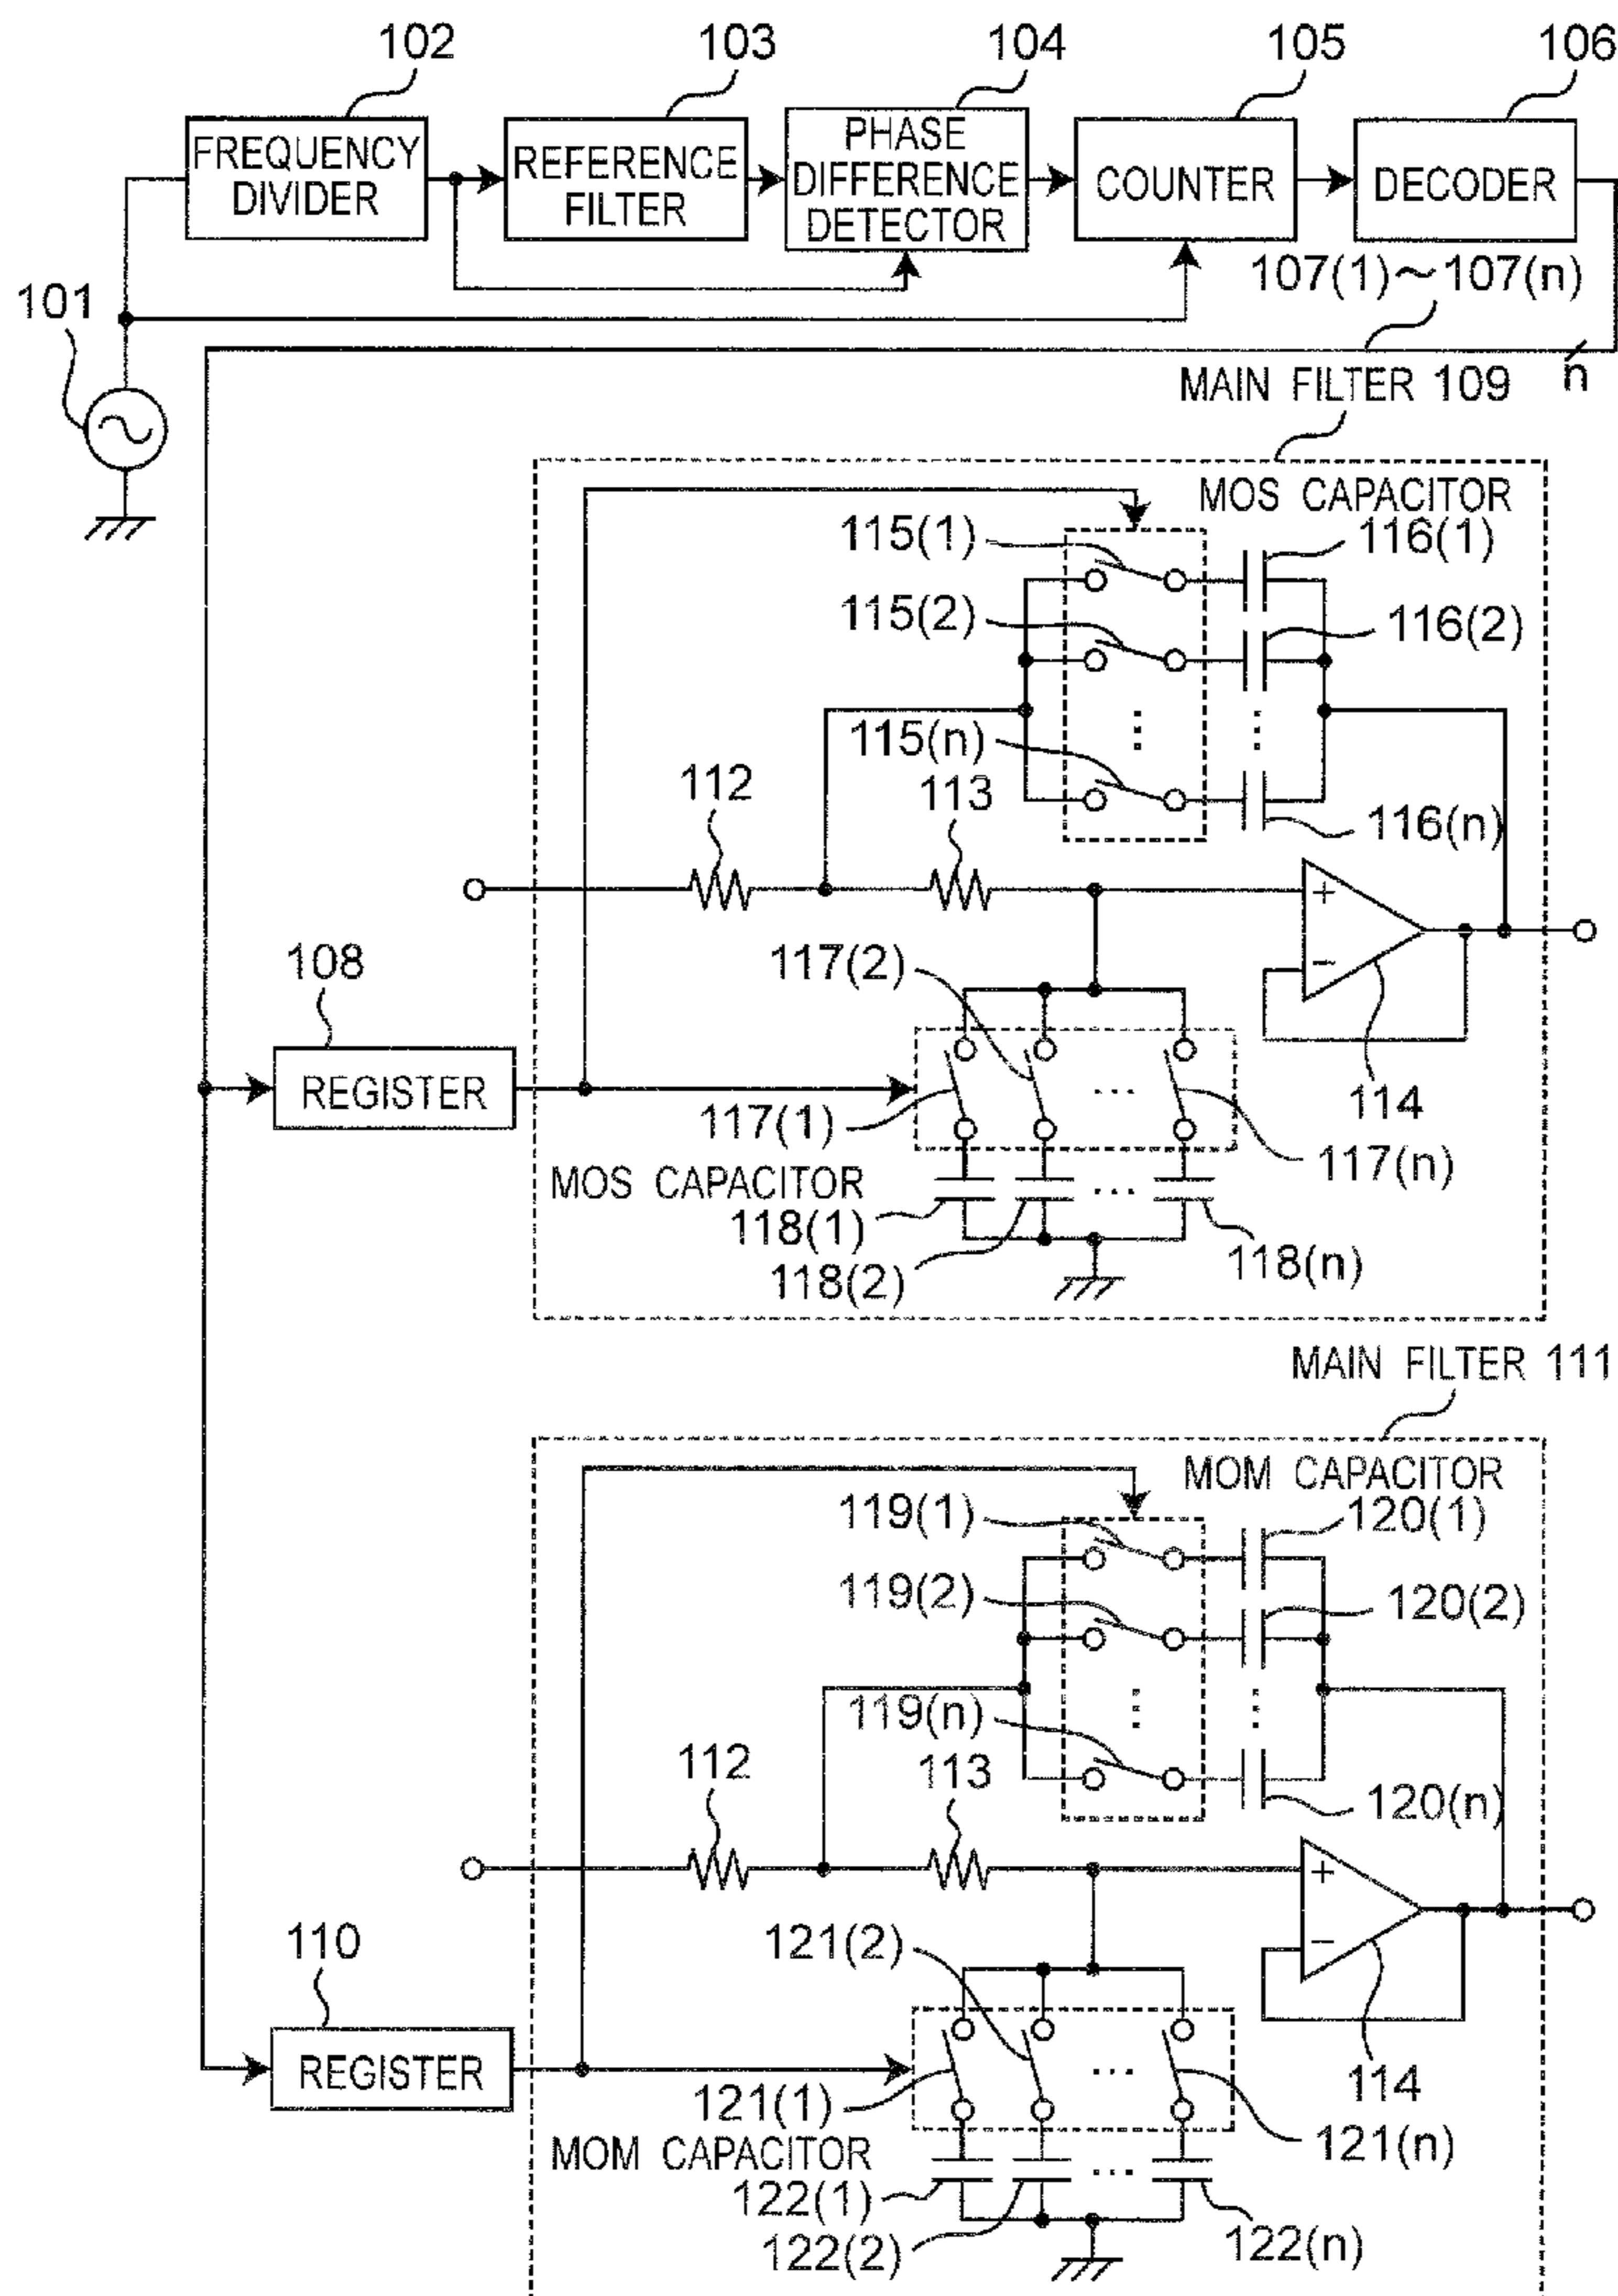 102
103
104
105
106
FREQUENCY
DIVIDER
REFERENCE
FILTER
PHASE
DIFFERENCE
DETECTOR
COUNTER
DECODER
101
107(1)～107(n)
n
MAIN FILTER 109
MOS CAPACITOR
115(1)
116(1)
115(2)
116(2)
115(n)
116(n)
112
113
+
−
114
108
REGISTER
117(2)
117(1)
117(n)
MOS CAPACITOR
118(1)
118(2)
118(n)
MAIN FILTER 111
MOM CAPACITOR
119(1)
120(1)
119(2)
120(2)
119(n)
120(n)
112
113
+
−
114
110
REGISTER
121(2)
121(1)
121(n)
MOM CAPACITOR
122(1)
122(2)
122(n)